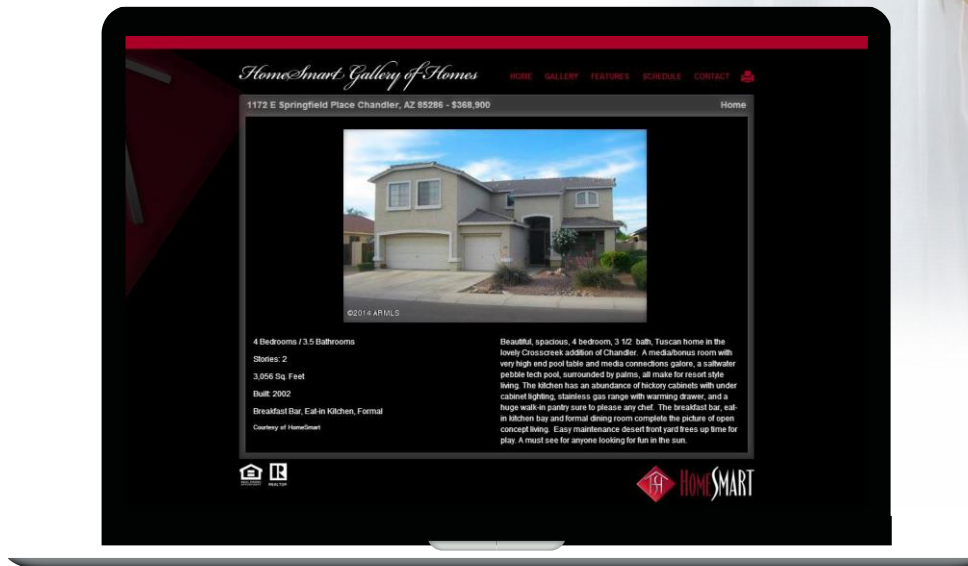 HomeSmart Gallery of Homes
HOME GALLERY FEATURES SCHEDULE CONTACT
1172 E Springfield Place Chandler, AZ 85286 - $368,900
Home
©2014 ARMLS
4 Bedrooms / 3.5 Bathrooms
Stories: 2
3,056 Sq. Feet
Built: 2002
Breakfast Bar, Eat-in Kitchen, Formal
Courtesy of HomeSmart
Beautiful, spacious, 4 bedroom, 3 1/2 bath, Tuscan home in the
lovely Crosscreek addition of Chandler. A media/bonus room with
very high end pool table and media connections galore, a saltwater
pebble tech pool, surrounded by palms, all make for resort style
living. The kitchen has an abundance of hickory cabinets with under
cabinet lighting, stainless gas range with warming drawer, and a
huge walk-in pantry sure to please any chef. The breakfast bar, eat-
in kitchen bay and formal dining room complete the picture of open
concept living. Easy maintenance desert front yard frees up time for
play. A must see for anyone looking for fun in the sun.
REALTOR
HOMESMART